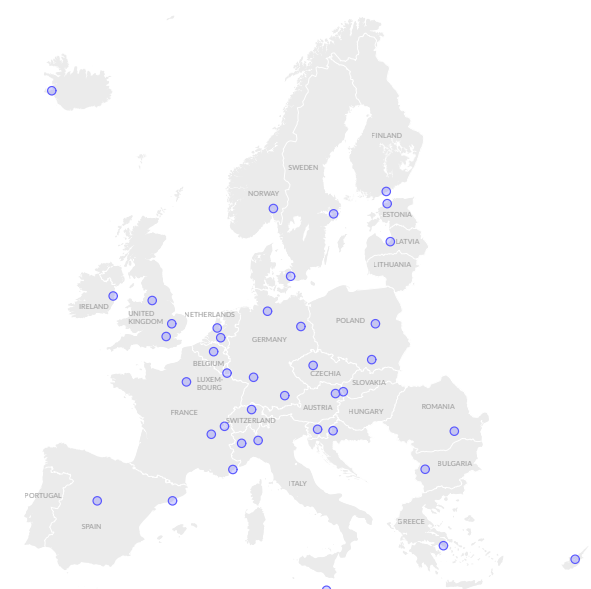 FINLAND
SWEDEN
NORWAY
ESTONIA
LATVIA
LITHUANIA
IRELAND
UNITED
KINGDOM
NETHERLANDS
POLAND
GERMANY
BELGIUM
CZECHIA
LUXEM-
BOURG
SLOVAKIA
AUSTRIA
ROMANIA
FRANCE
HUNGARY
SWITZERLAND
BULGARIA
ITALY
PORTUGAL
SPAIN
GREECE